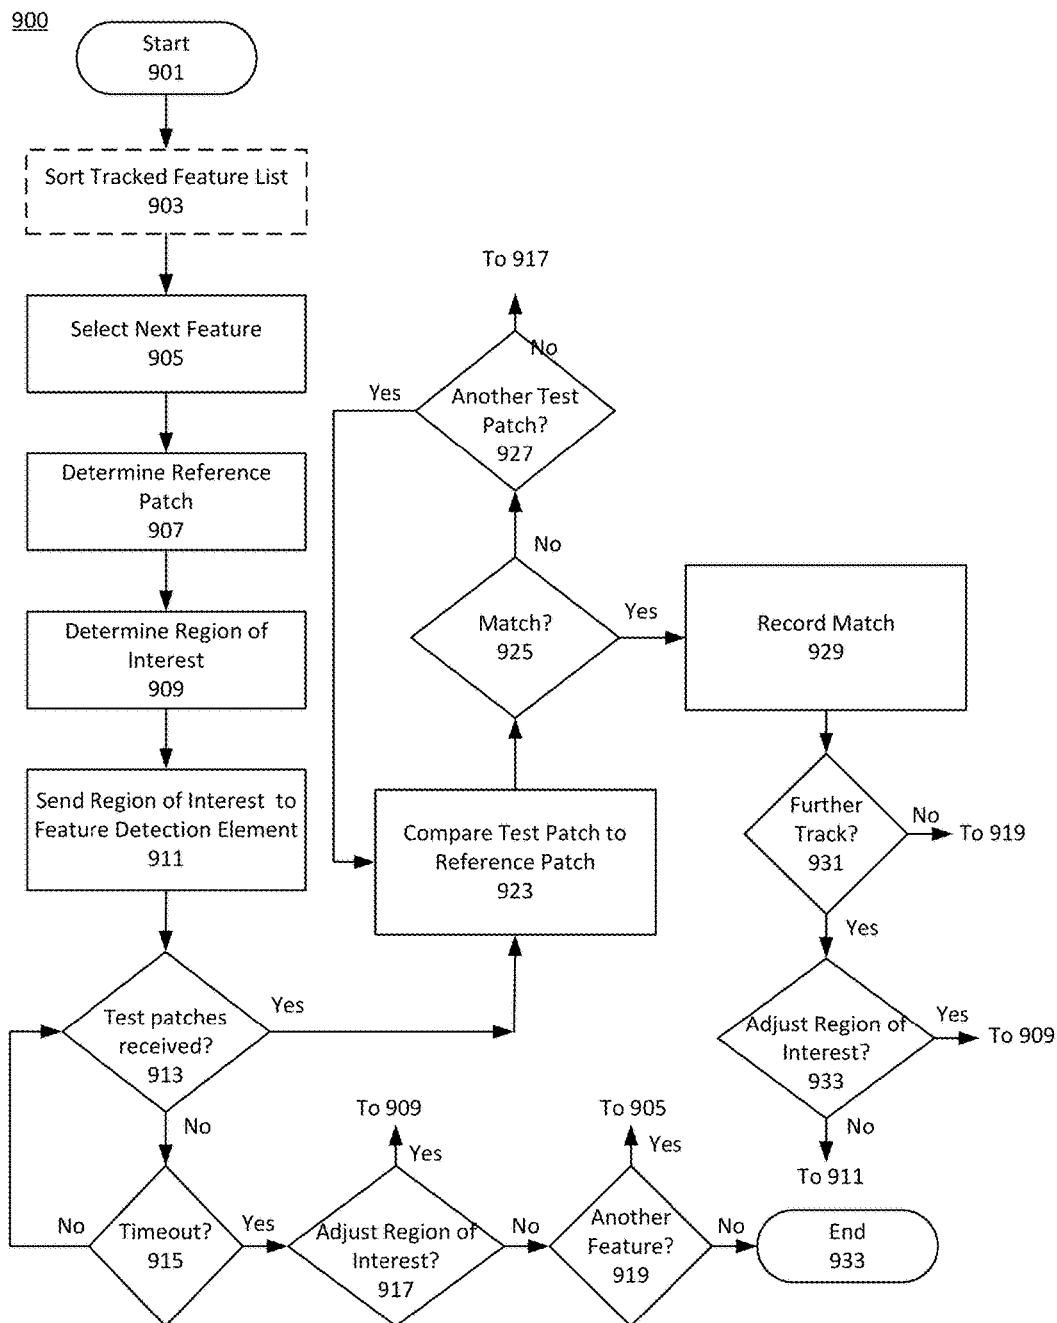 900
Start
901
Sort Tracked Feature List
903
Select Next Feature
905
Determine Reference
Patch
907
Determine Region of
Interest
909
Send Region of Interest to
Feature Detection Element
911
Test patches
received?
913
Yes
No
Timeout?
915
No
Yes
To 909
Yes
Adjust Region of
Interest?
917
No
To 905
Yes
Another
Feature?
919
No
End
933
To 917
No
Yes
Another Test
Patch?
927
No
Match?
925
Yes
Compare Test Patch to
Reference Patch
923
Record Match
929
Further
Track?
931
No
To 919
Yes
Adjust Region of
Interest?
933
Yes
To 909
No
To 911